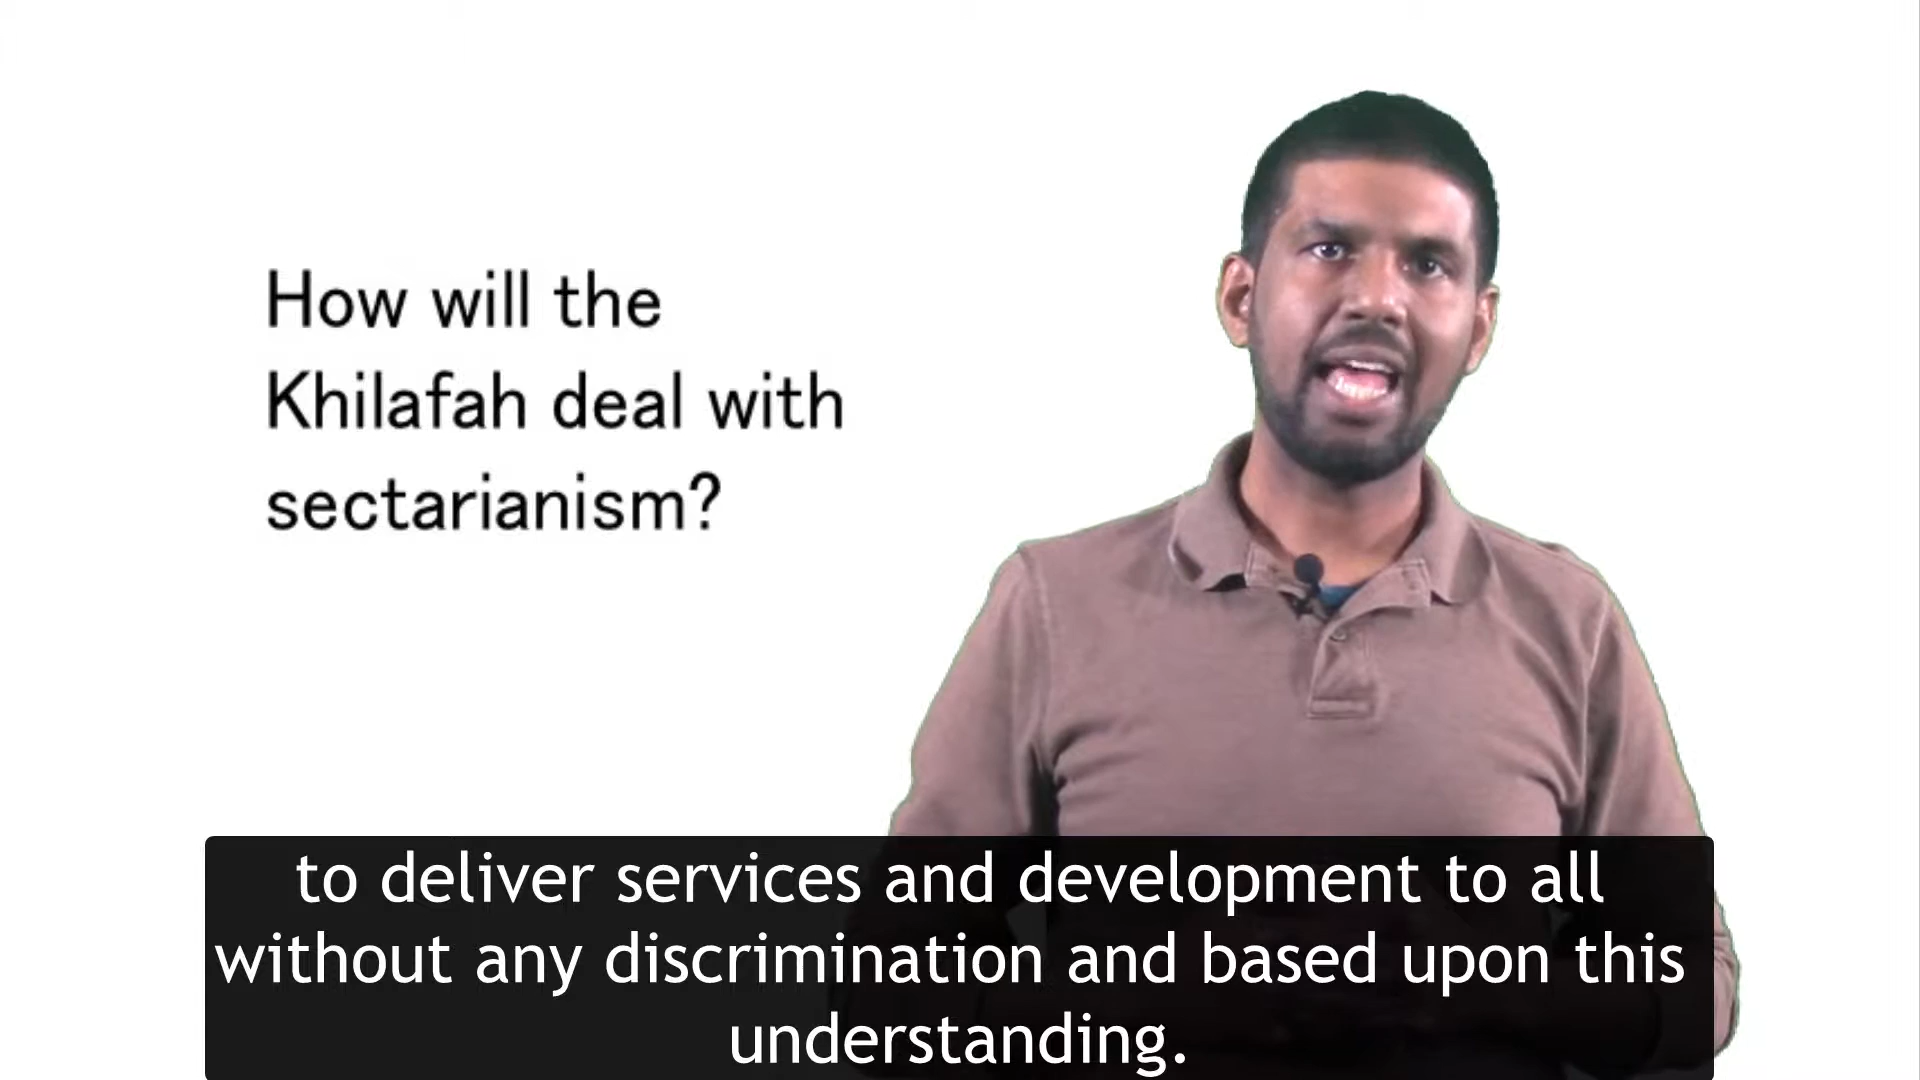 How will the
Khilafah deal with
sectarianism?
to deliver services and development to all
without any discrimination and based upon this
understanding.